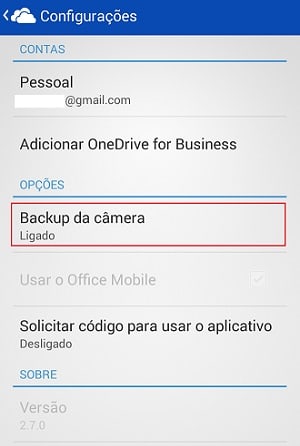 Configurações
CONTAS
Pessoal
@gmail.com
Adicionar OneDrive for Business
OPÇÕES
Backup da câmera
Ligado
Usar o Office Mobile
Solicitar código para usar o aplicativo
Desligado
SOBRE
Versão
2.7.0